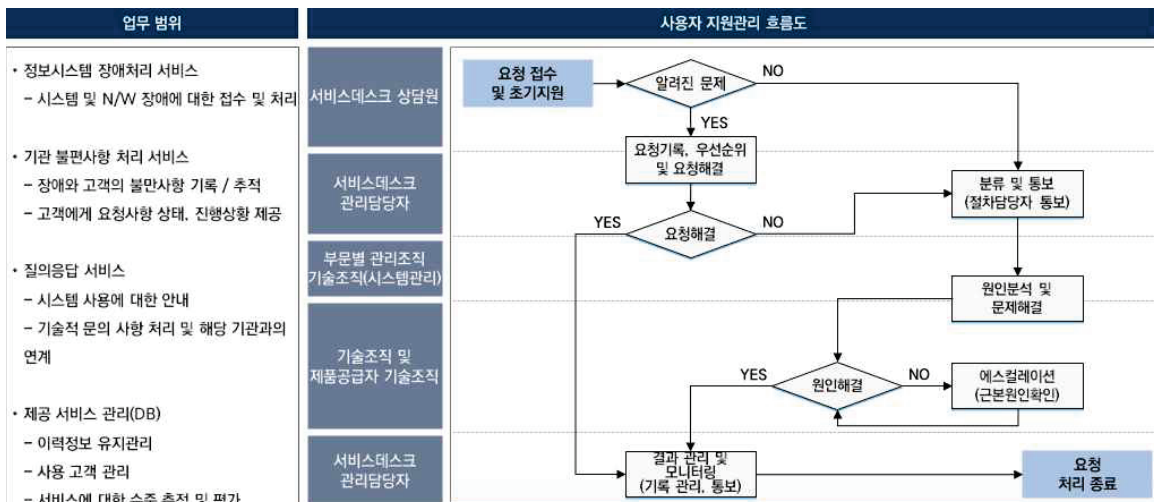 업무 범위
사용자 지원관리 흐름도
• 정보시스템 장애처리 서비스
– 시스템 및 N/W 장애에 대한 접수 및 처리
• 기관 불편사항 처리 서비스
– 장애와 고객의 불만사항 기록 / 추적
– 고객에게 요청사항 상태, 진행상황 제공
• 질의응답 서비스
– 시스템 사용에 대한 안내
– 기술적 문의 사항 처리 및 해당 기관과의
연계
• 제공 서비스 관리(DB)
– 이력정보 유지관리
– 사용 고객 관리
– 서비스에 대한 수준 측정 및 평가
서비스데스크 상담원
요청 접수
및 초기지원
알려진 문제
NO
YES
요청기록, 우선순위
및 요청해결
서비스데스크
관리담당자
분류 및 통보
(절차담당자 통보)
YES
요청해결
NO
부문별 관리조직
기술조직(시스템관리)
원인분석 및
문제해결
기술조직 및
제품공급자 기술조직
YES
원인해결
NO
에스컬레이션
(근본원인확인)
서비스데스크
관리담당자
결과 관리 및
모니터링
(기록 관리, 통보)
요청
처리 종료